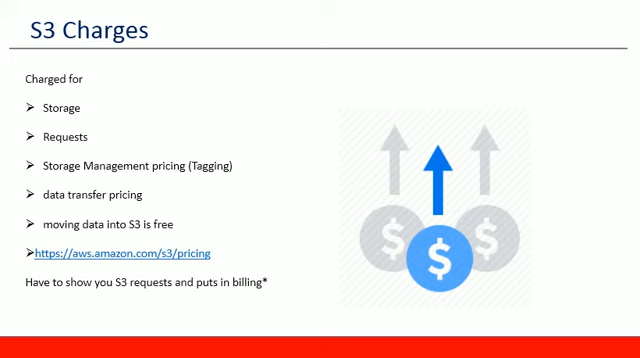 S3 Charges
Charged for
➢ Storage
➢ Requests
➢ Storage Management pricing (Tagging)
➢ data transfer pricing
➢ moving data into S3 is free
➢https://aws.amazon.com/s3/pricing
Have to show you S3 requests and puts in billing*
$ $ $